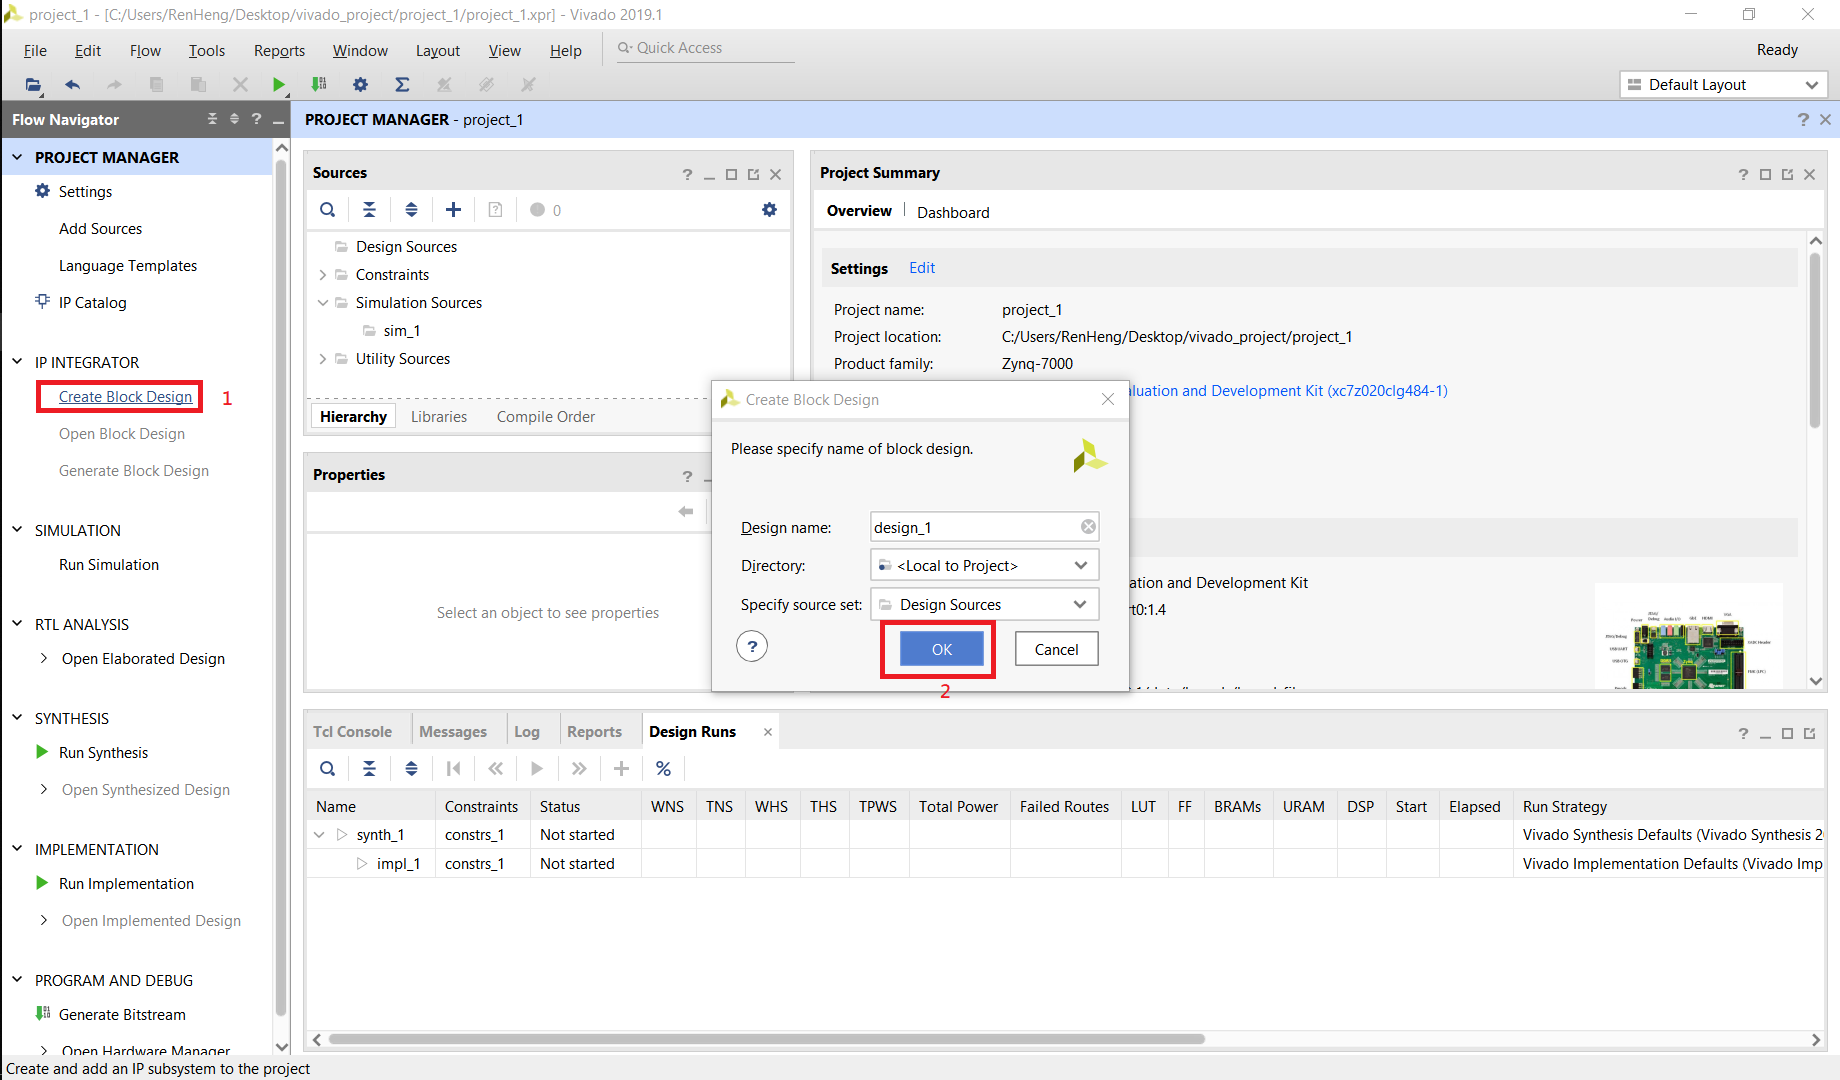 project_1 - [C:/Users/RenHeng/Desktop/vivado_project/project_1/project_1.xpr] - Vivado 2019.1
File Edit Flow Tools Reports Window Layout View Help Quick Access Ready
Default Layout
Flow Navigator
PROJECT MANAGER - project_1
PROJECT MANAGER
Settings
Add Sources
Language Templates
IP Catalog
IP INTEGRATOR
Create Block Design 1
Open Block Design
Generate Block Design
SIMULATION
Run Simulation
RTL ANALYSIS
Open Elaborated Design
SYNTHESIS
Run Synthesis
Open Synthesized Design
IMPLEMENTATION
Run Implementation
Open Implemented Design
PROGRAM AND DEBUG
Generate Bitstream
Open Hardware Manager
Create and add an IP subsystem to the project
Sources
0
Design Sources
Constraints
Simulation Sources
sim_1
Utility Sources
Hierarchy Libraries Compile Order
Properties
Select an object to see properties
Project Summary
Overview Dashboard
Settings Edit
Project name: project_1
Project location: C:/Users/RenHeng/Desktop/vivado_project/project_1
Product family: Zynq-7000
luation and Development Kit (xc7z020clg484-1)
ation and Development Kit
rt0:1.4
Create Block Design
Please specify name of block design.
Design name: design_1
Directory: <Local to Project>
Specify source set: Design Sources
? OK Cancel
2
Tcl Console Messages Log Reports Design Runs
Name Constraints Status WNS TNS WHS THS TPWS Total Power Failed Routes LUT FF BRAMs URAM DSP Start Elapsed Run Strategy
synth_1 constrs_1 Not started Vivado Synthesis Defaults (Vivado Synthesis 2
impl_1 constrs_1 Not started Vivado Implementation Defaults (Vivado Imp